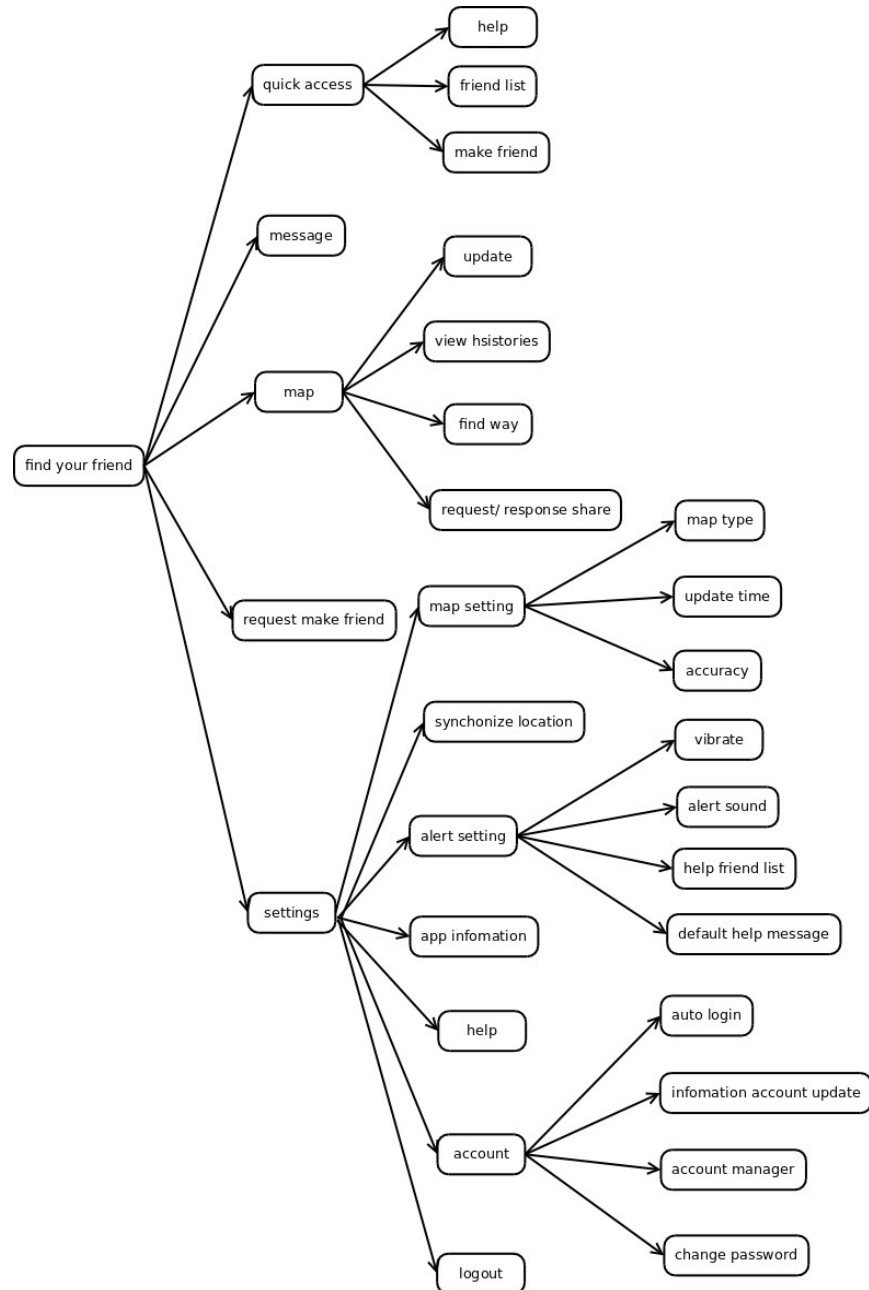 help
quick access
friend list
make friend
message
update
view hsistories
map
find way
find your friend
request/ response share
map type
map setting
update time
request make friend
accuracy
synchonize location
vibrate
alert sound
alert setting
help friend list
settings
default help message
app infomation
auto login
help
infomation account update
account
account manager
change password
logout